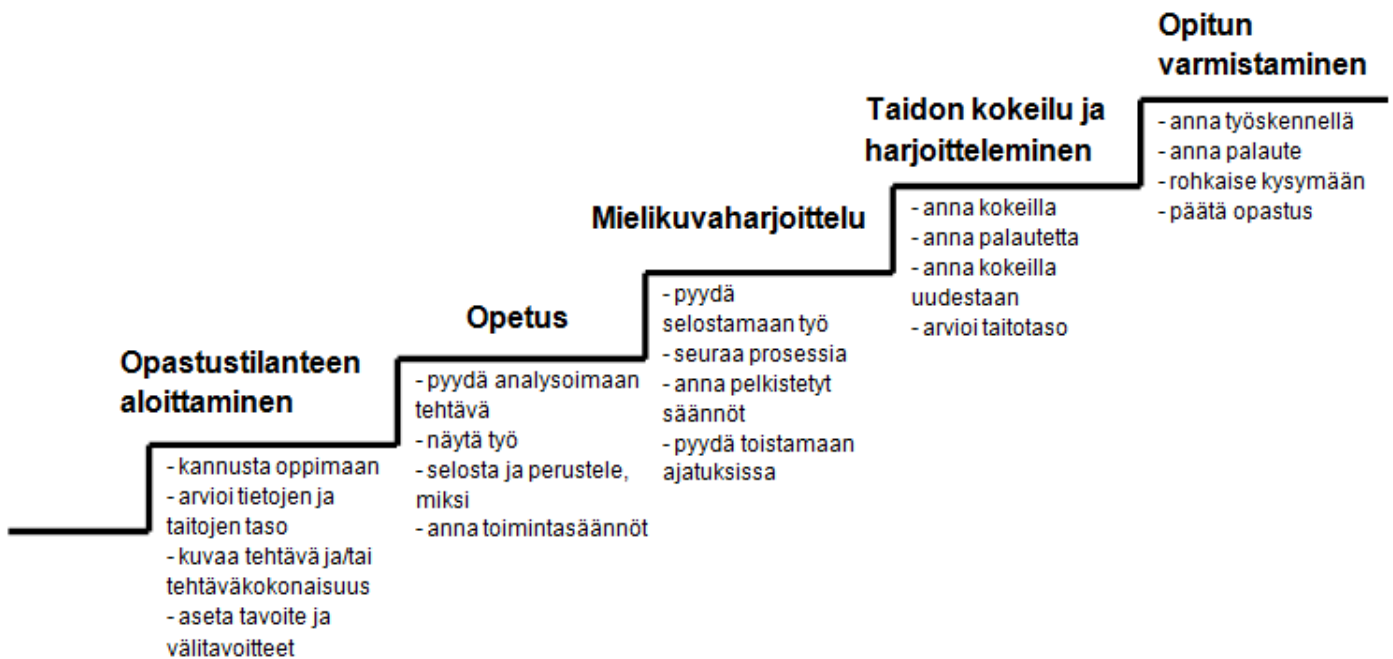 Opastustilanteen
aloittaminen
- kannusta oppimaan
- arvioi tietojen ja
taitojen taso
- kuvaa tehtävä ja/tai
tehtäväkokonaisuus
- aseta tavoite ja
välitavoitteet
Opetus
- pyydä analysoimaan
tehtävä
- näytä työ
- selosta ja perustele,
miksi
- anna toimintasäännöt
Mielikuvaharjoittelu
- pyydä
selostamaan työ
- seuraa prosessia
- anna pelkistetyt
säännöt
- pyydä toistamaan
ajatuksissa
Taidon kokeilu ja
harjoitteleminen
- anna kokeilla
- anna palautetta
- anna kokeilla
uudestaan
- arvioi taitotaso
Opitun
varmistaminen
- anna työskennellä
- anna palaute
- rohkaise kysymään
- päätä opastus